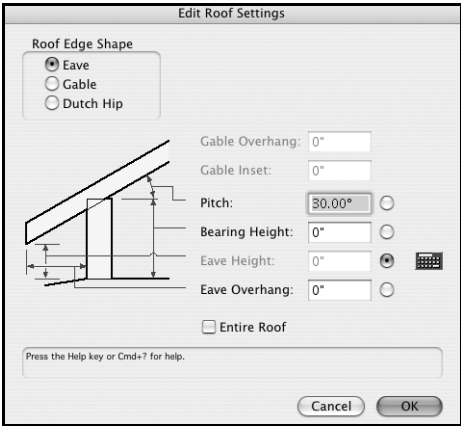 Edit Roof Settings
Roof Edge Shape
Eave
Gable
Dutch Hip
Gable Overhang: 0"
Gable Inset: 0"
Pitch: 30.00°
Bearing Height: 0"
Eave Height: 0"
Eave Overhang: 0"
Entire Roof
Press the Help key or Cmd+? for help.
Cancel OK